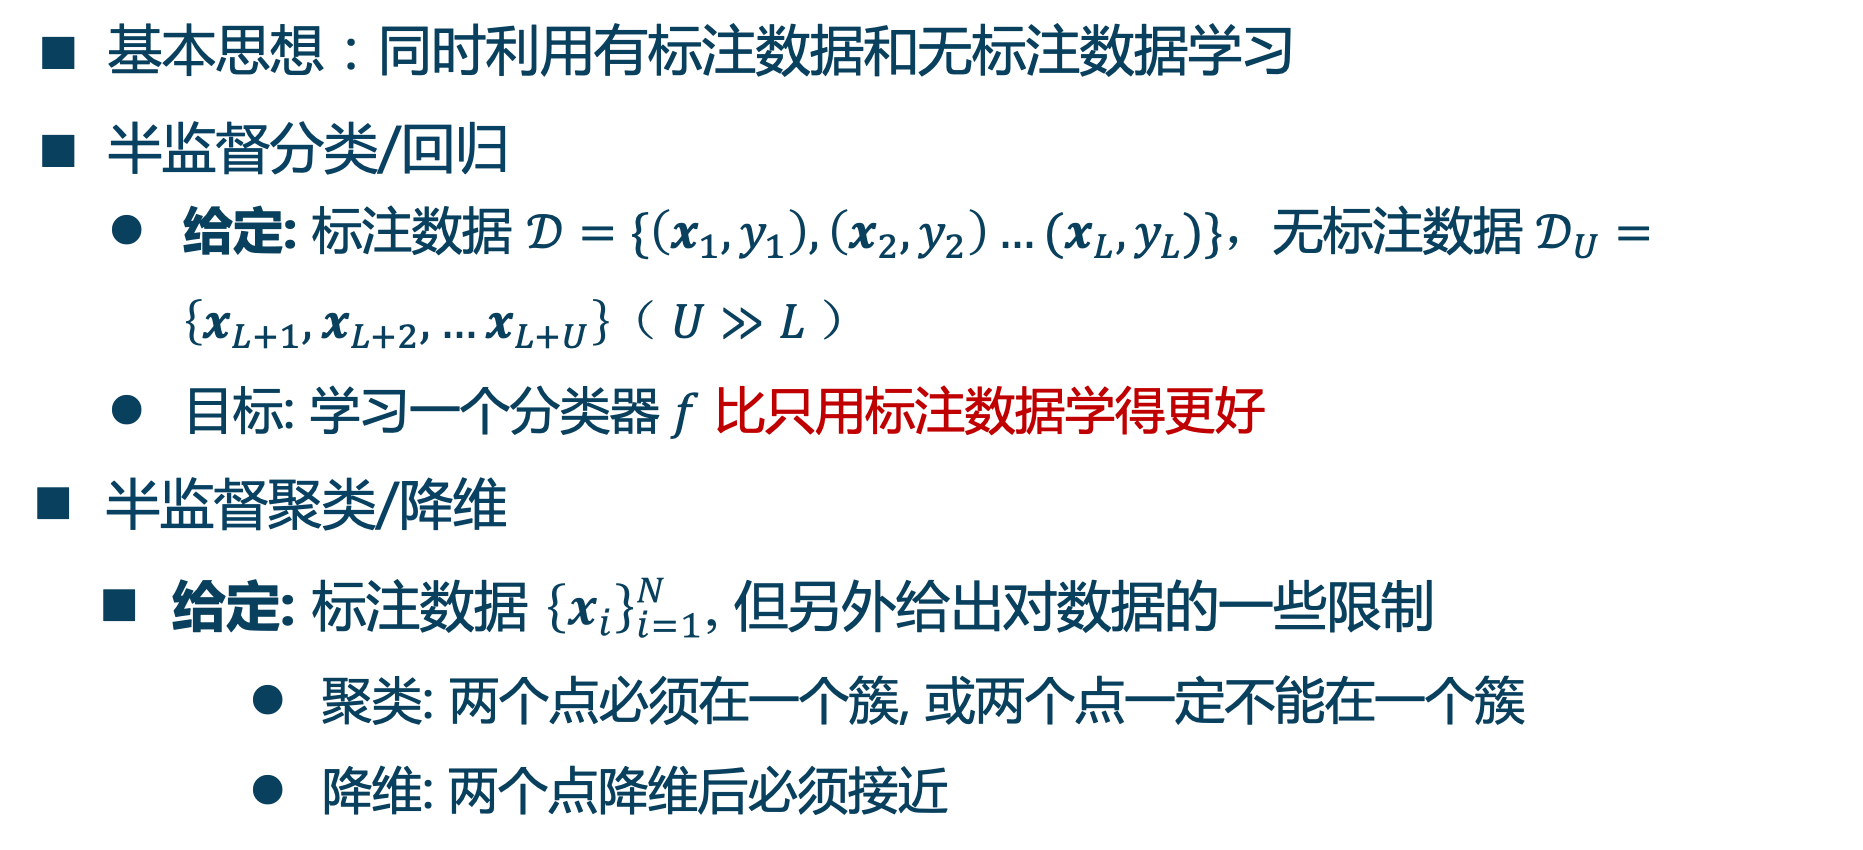 ■ 基本思想：同时利用有标注数据和无标注数据学习
■ 半监督分类/回归
● 给定: 标注数据 𝒟 = {(𝒙₁, y₁), (𝒙₂, y₂) … (𝒙_L, y_L)}，无标注数据 𝒟_U =
{𝒙_{L+1}, 𝒙_{L+2}, … 𝒙_{L+U}}（ U ≫ L ）
● 目标: 学习一个分类器 f 比只用标注数据学得更好
■ 半监督聚类/降维
■ 给定: 标注数据 {𝒙_i}_{i=1}^N, 但另外给出对数据的一些限制
● 聚类: 两个点必须在一个簇, 或两个点一定不能在一个簇
● 降维: 两个点降维后必须接近